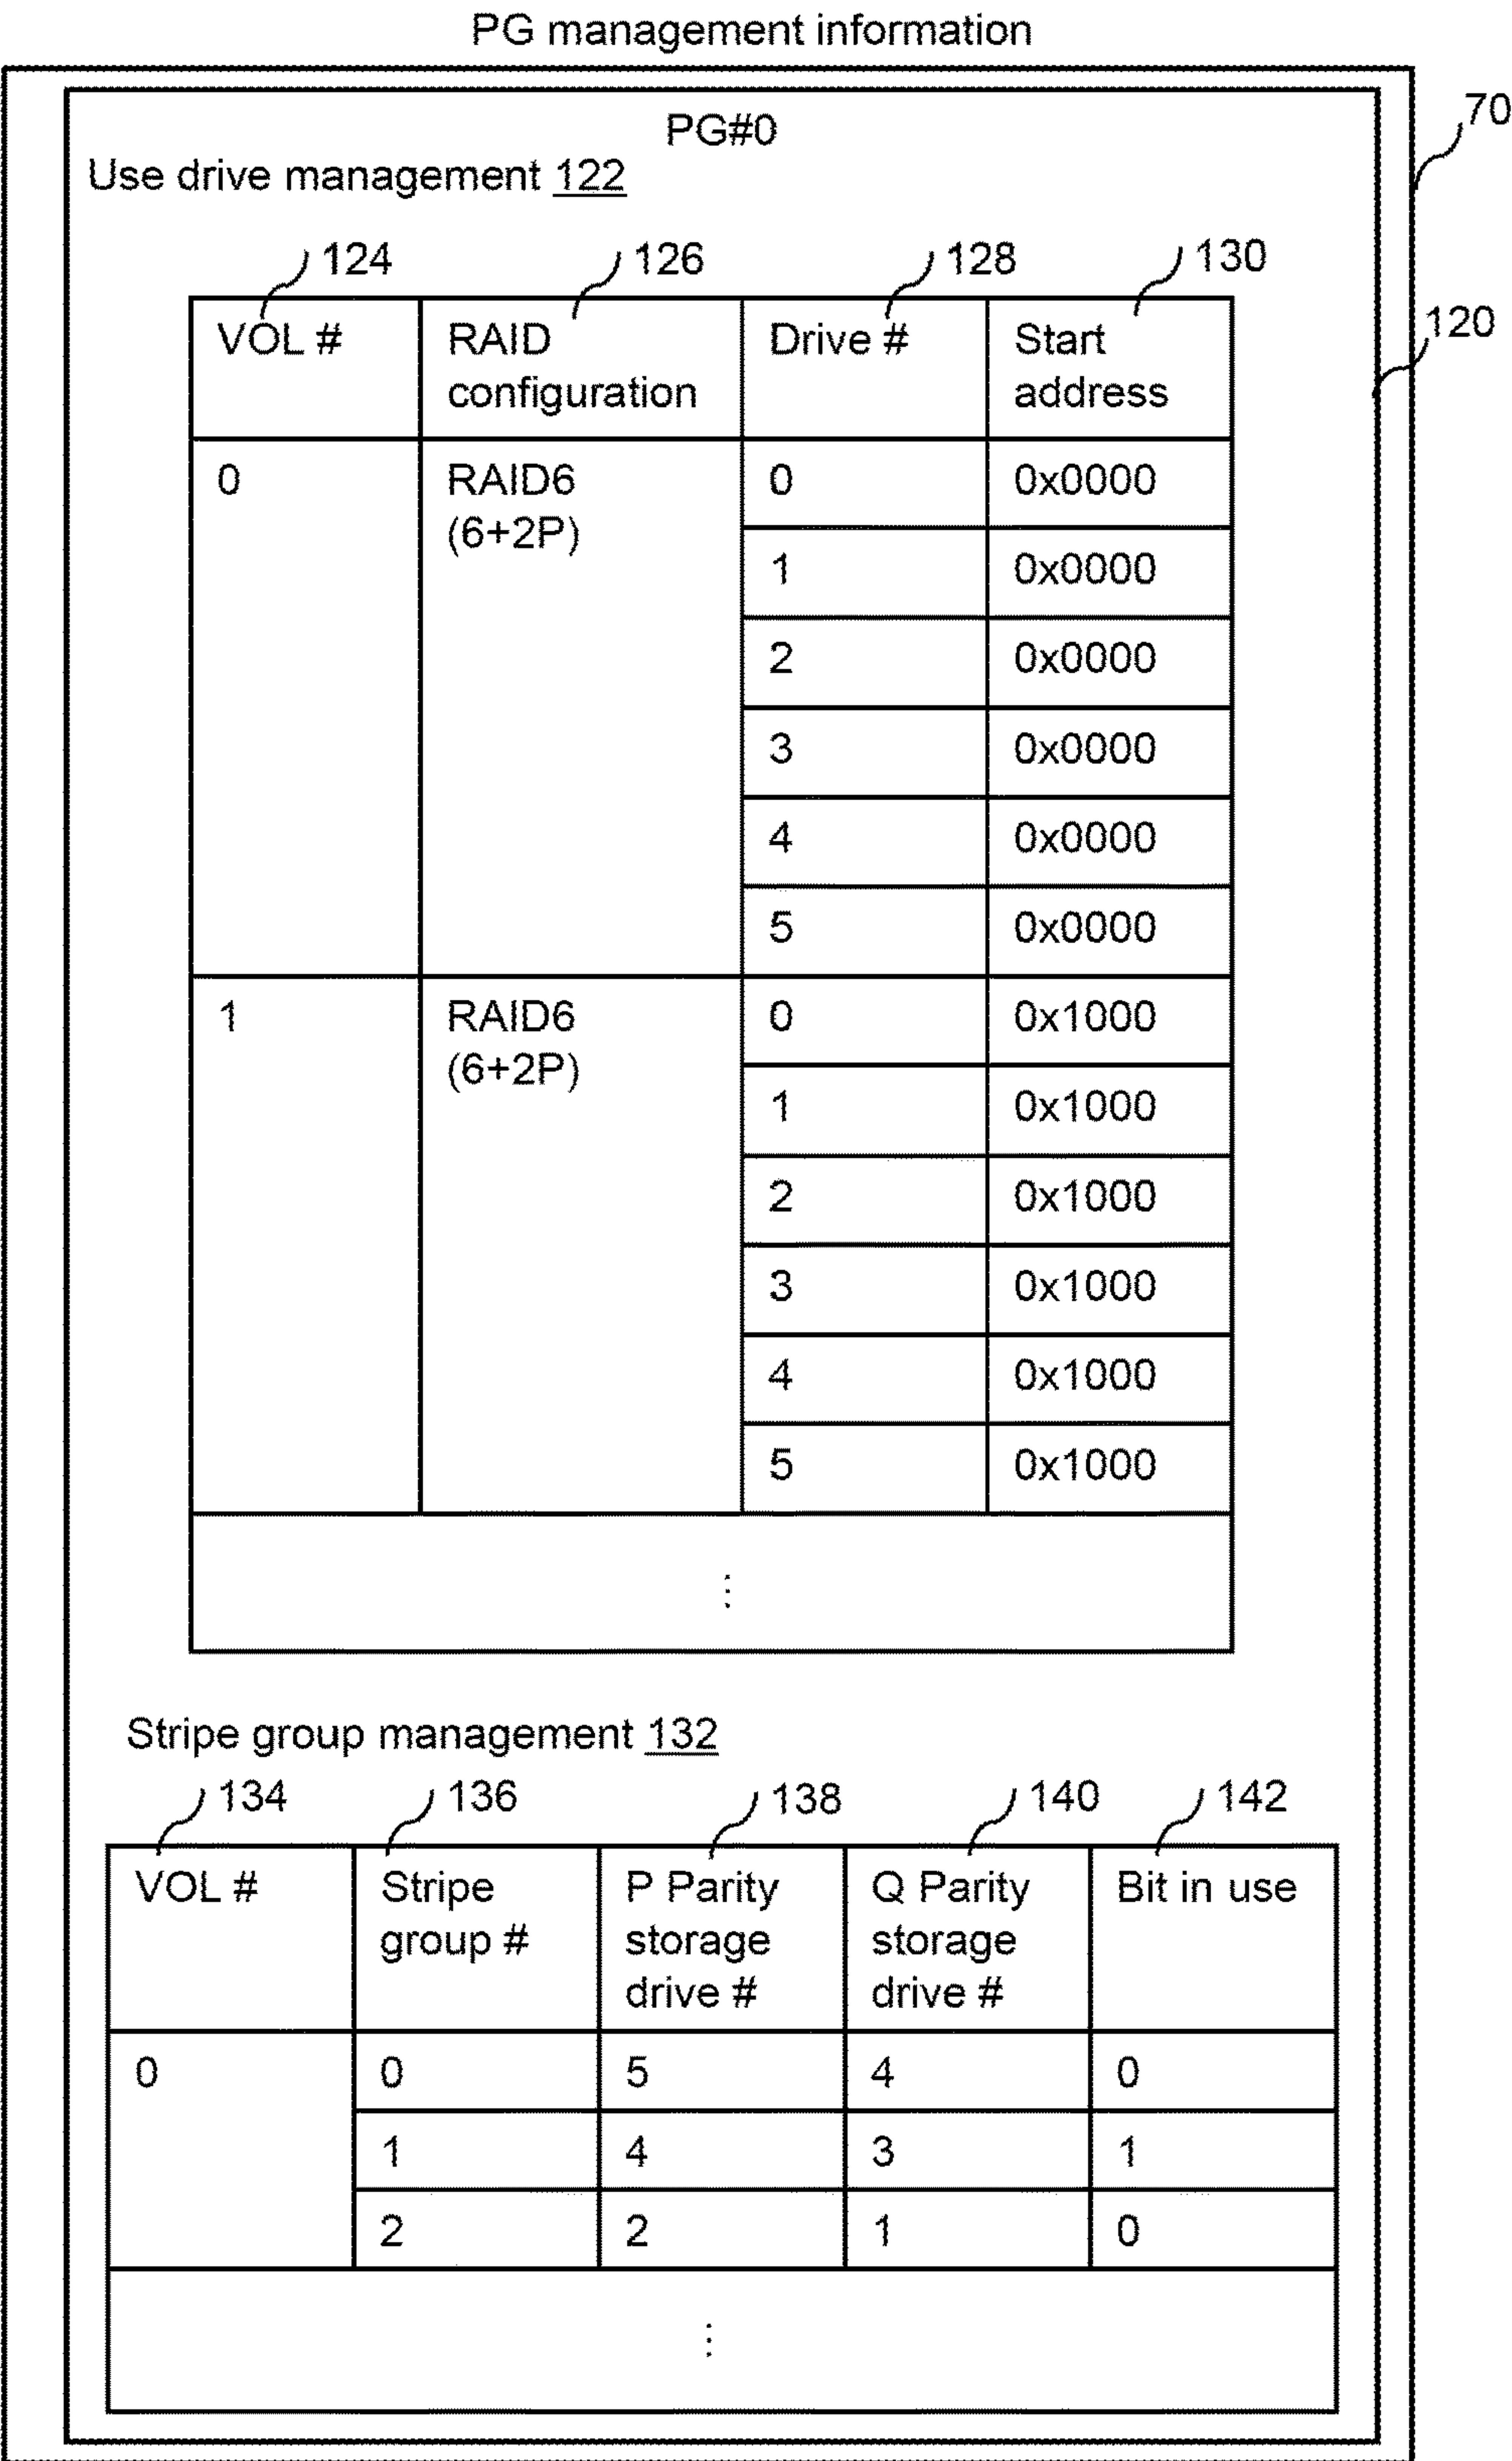 PG management information
70
PG#0
Use drive management 122
124 126 128 130
120
VOL # RAID configuration Drive # Start address
0 RAID6 (6+2P) 0 0x0000
1 0x0000
2 0x0000
3 0x0000
4 0x0000
5 0x0000
1 RAID6 (6+2P) 0 0x1000
1 0x1000
2 0x1000
3 0x1000
4 0x1000
5 0x1000
⋮
Stripe group management 132
134 136 138 140 142
VOL # Stripe group # P Parity storage drive # Q Parity storage drive # Bit in use
0 0 5 4 0
1 4 3 1
2 2 1 0
⋮